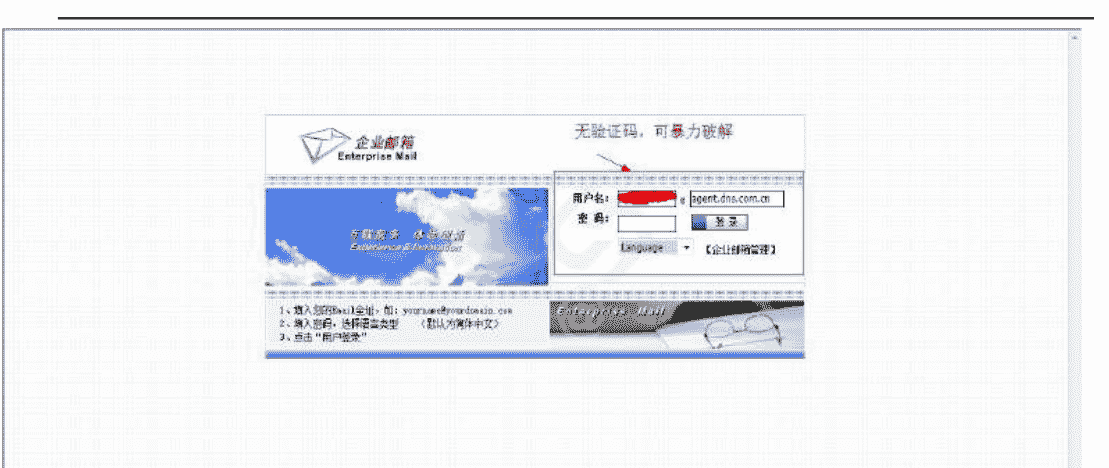 无验证码，可暴力破解
企业邮箱
Enterprise Mail
用户名：
@ agent.dns.com.cn
密 码：
登录
Language
【企业邮箱管理】
1、填入您的Email全址，如：yourname@yourdomain.com
2、填入密码，选择语言类型 （默认为简体中文）
3、点击“用户登录”
Enterprise Mail